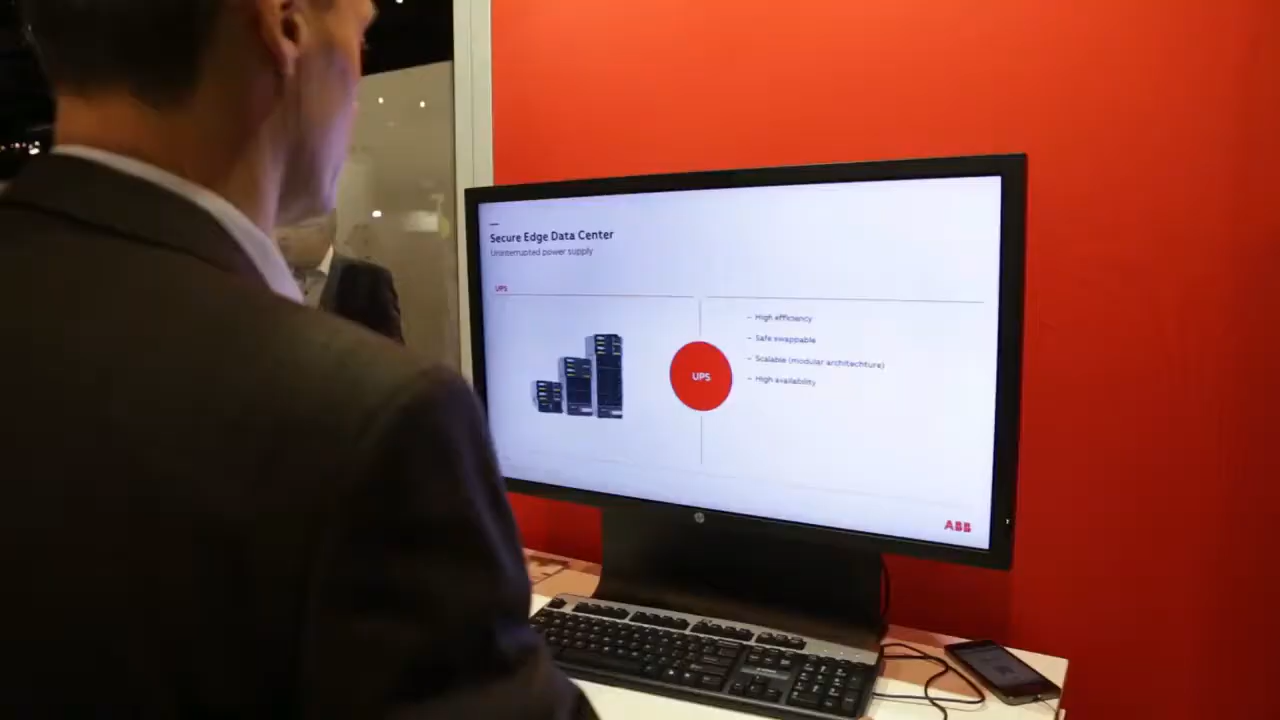 Secure Edge Data Center
Uninterrupted power supply
UPS
UPS
– High efficiency
– Safe swappable
– Scalable (modular architechture)
– High availability
ABB
hp